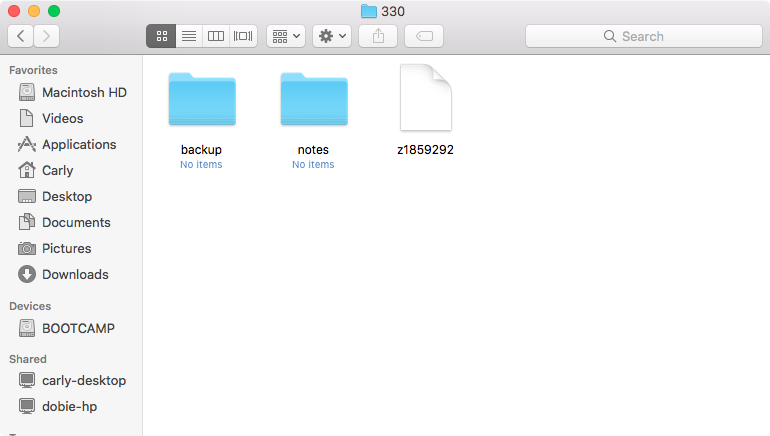 330
Search
Favorites
Macintosh HD
Videos
Applications
Carly
Desktop
Documents
Pictures
Downloads
Devices
BOOTCAMP
Shared
carly-desktop
dobie-hp
backup
No items
notes
No items
z1859292